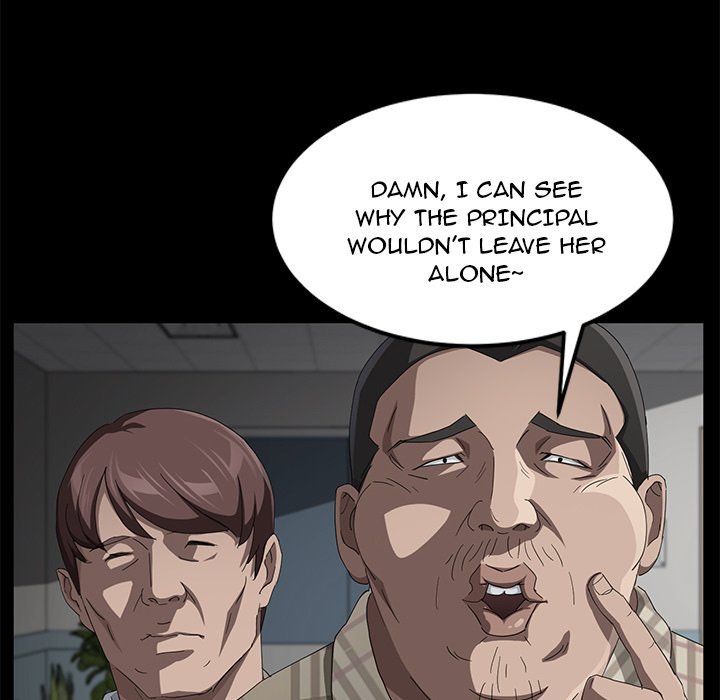 DAMN, I CAN SEE
WHY THE PRINCIPAL
WOULDN'T LEAVE HER
ALONE~